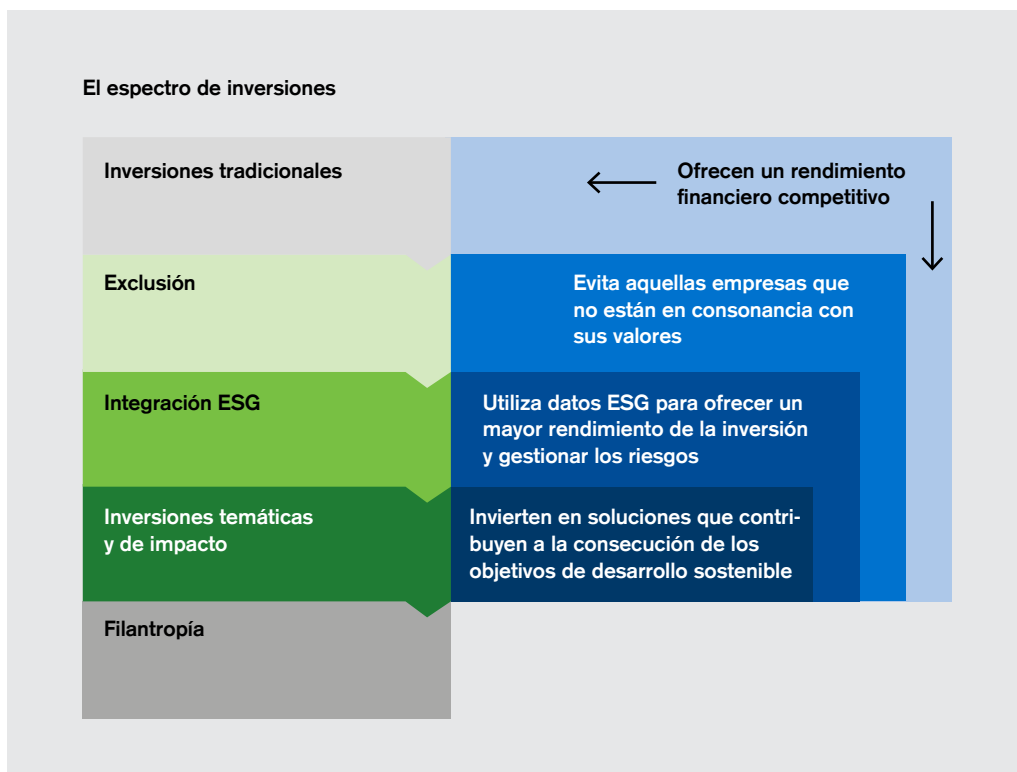 El espectro de inversiones
Inversiones tradicionales
Ofrecen un rendimiento
financiero competitivo
Exclusión
Evita aquellas empresas que
no están en consonancia con
sus valores
Integración ESG
Utiliza datos ESG para ofrecer un
mayor rendimiento de la inversión
y gestionar los riesgos
Inversiones temáticas
y de impacto
Invierten en soluciones que contri-
buyen a la consecución de los
objetivos de desarrollo sostenible
Filantropía